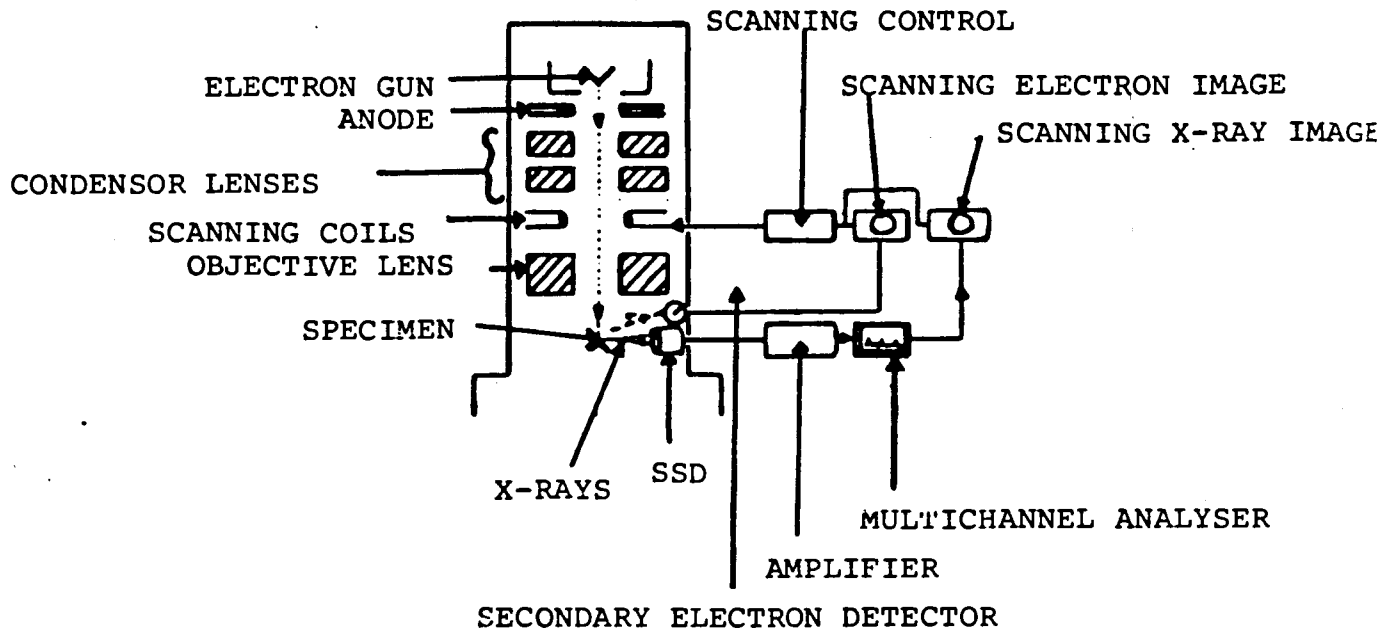 SCANNING CONTROL
ELECTRON GUN
SCANNING ELECTRON IMAGE
ANODE
SCANNING X-RAY IMAGE
CONDENSOR LENSES
SCANNING COILS
OBJECTIVE LENS
SPECIMEN
SSD
X-RAYS
MULTICHANNEL ANALYSER
AMPLIFIER
SECONDARY ELECTRON DETECTOR